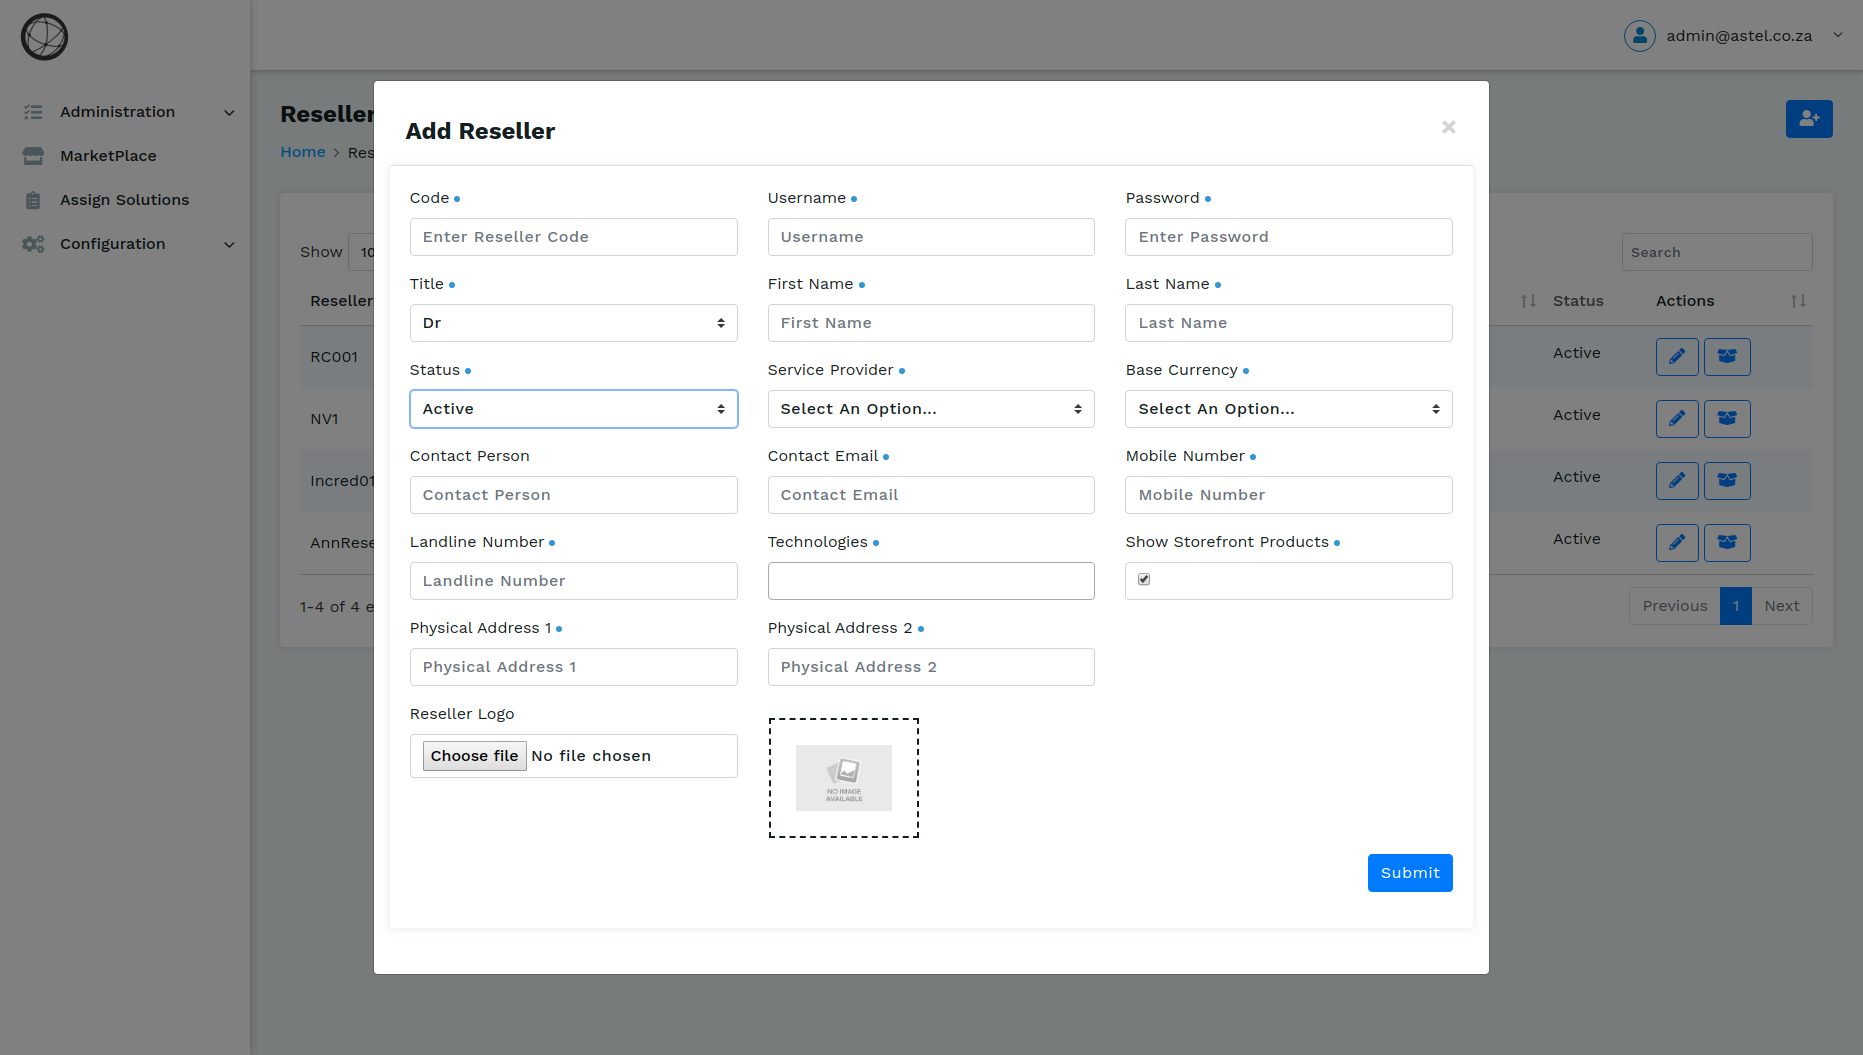 admin@astel.co.za
Administration
MarketPlace
Assign Solutions
Configuration
Reseller
Home > Res
Show 10
Search
Reseller
Status Actions
RC001 Active
NV1 Active
Incred01 Active
AnnRese Active
1-4 of 4 e
Previous 1 Next
Add Reseller
×
Code Username Password
Enter Reseller Code Username Enter Password
Title First Name Last Name
Dr First Name Last Name
Status Service Provider Base Currency
Active Select An Option... Select An Option...
Contact Person Contact Email Mobile Number
Contact Person Contact Email Mobile Number
Landline Number Technologies Show Storefront Products
Landline Number
Physical Address 1 Physical Address 2
Physical Address 1 Physical Address 2
Reseller Logo
Choose file No file chosen
NO IMAGE
AVAILABLE
Submit